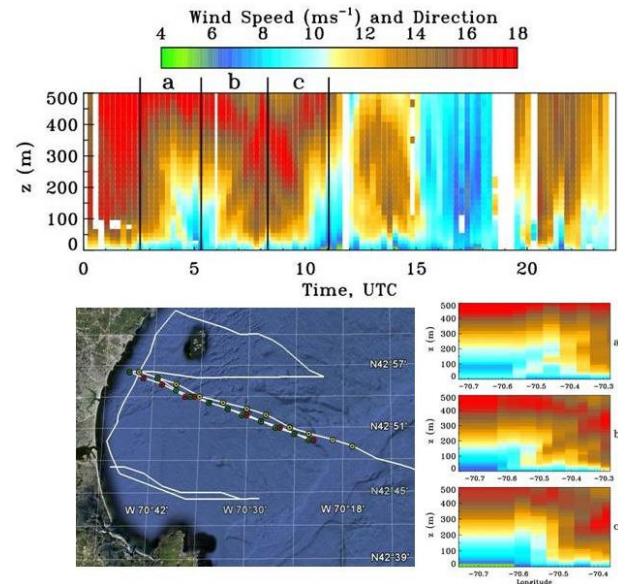 Wind Speed (ms⁻¹) and Direction
4 6 8 10 12 14 16 18
a b c
500
400
300
200
100
0
z (m)
0 5 10 15 20
Time, UTC
N42°57'
N42°51'
N42°45'
N42°39'
W 70°42' W 70°30' W 70°18'
500
400
300
200
100
0
z (m)
a
-70.7 -70.6 -70.5 -70.4 -70.3
500
400
300
200
100
0
z (m)
b
-70.7 -70.6 -70.5 -70.4 -70.3
500
400
300
200
100
0
z (m)
c
-70.7 -70.6 -70.5 -70.4
Longitude